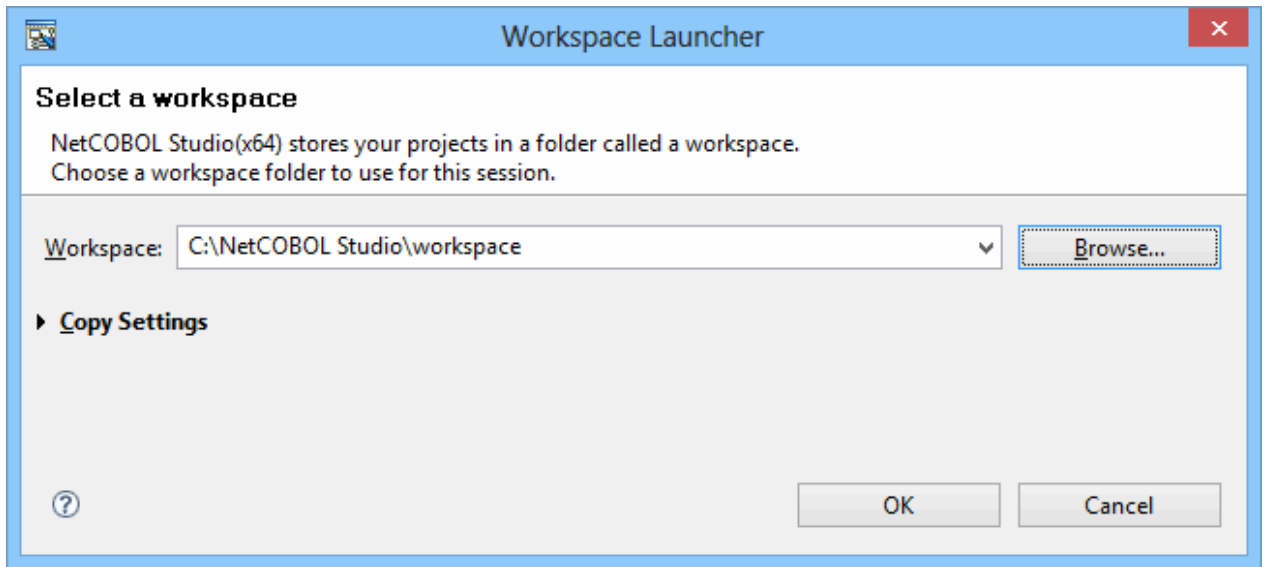 Workspace Launcher
Select a workspace
NetCOBOL Studio(x64) stores your projects in a folder called a workspace.
Choose a workspace folder to use for this session.
Workspace: C:\NetCOBOL Studio\workspace Browse...
Copy Settings
OK Cancel